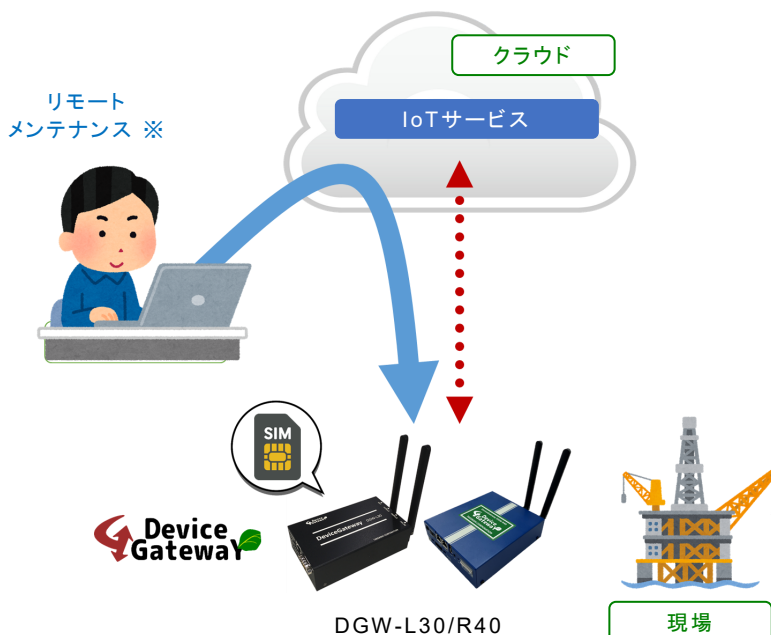 クラウド
IoTサービス
リモート
メンテナンス ※
SIM
Device
GateWaY
DeviceGateway
DGW-L30/R40
現場